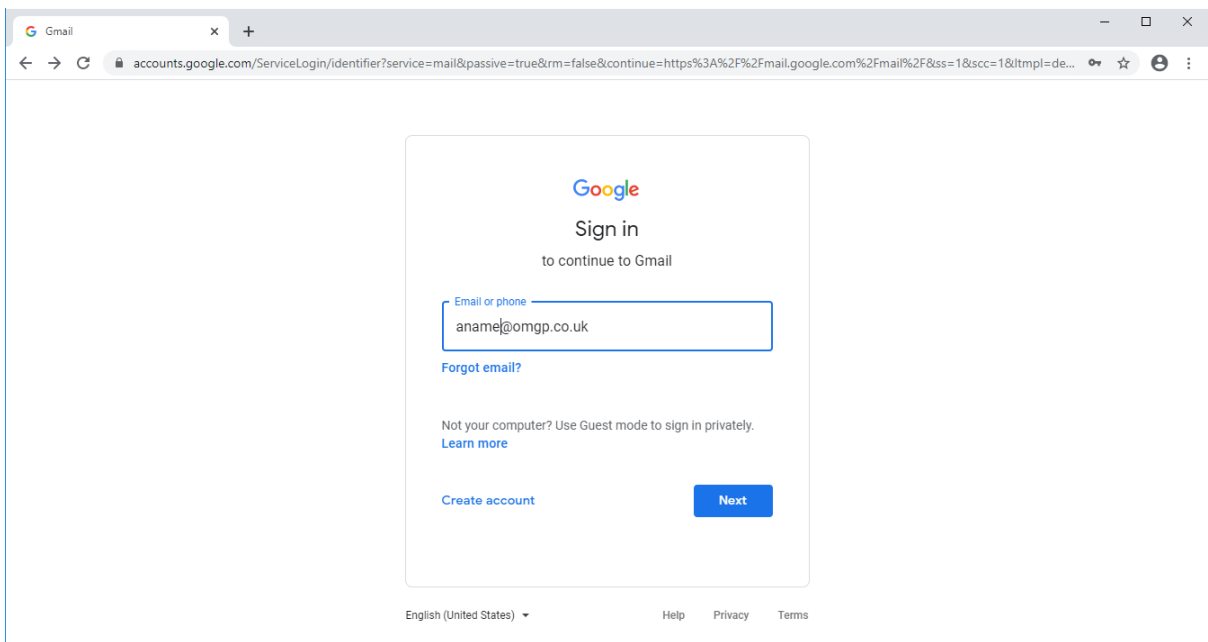 Gmail
accounts.google.com/ServiceLogin/identifier?service=mail&passive=true&rm=false&continue=https%3A%2F%2Fmail.google.com%2Fmail%2F&ss=1&scc=1&ltmpl=de...
Google
Sign in
to continue to Gmail
Email or phone
aname@omgp.co.uk
Forgot email?
Not your computer? Use Guest mode to sign in privately.
Learn more
Create account Next
English (United States) Help Privacy Terms